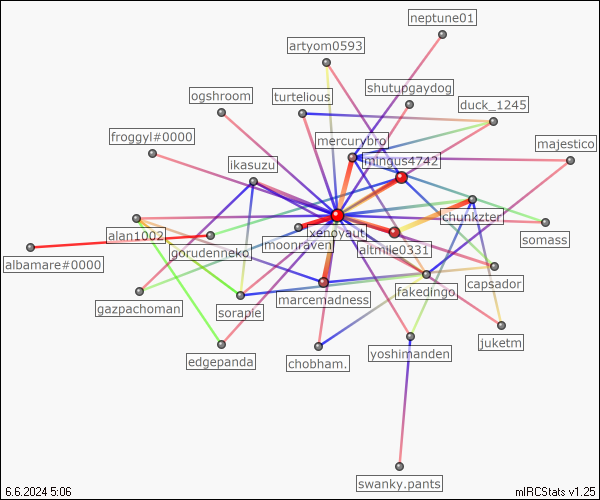 neptune01
artyom0593
shutupgaydog
ogshroom
turtelious
duck_1245
froggyl#0000
mercurybro
majestico
ikasuzu
mingus4742
chunkzter
alan1002
xenoyaut
somass
moonraven
altmile0331
gorudenneko
albamare#0000
capsador
fakedingo
marcemadness
gazpachoman
sorapie
juketm
yoshimanden
edgepanda
chobham.
swanky.pants
6.6.2024 5:06
mIRCStats v1.25